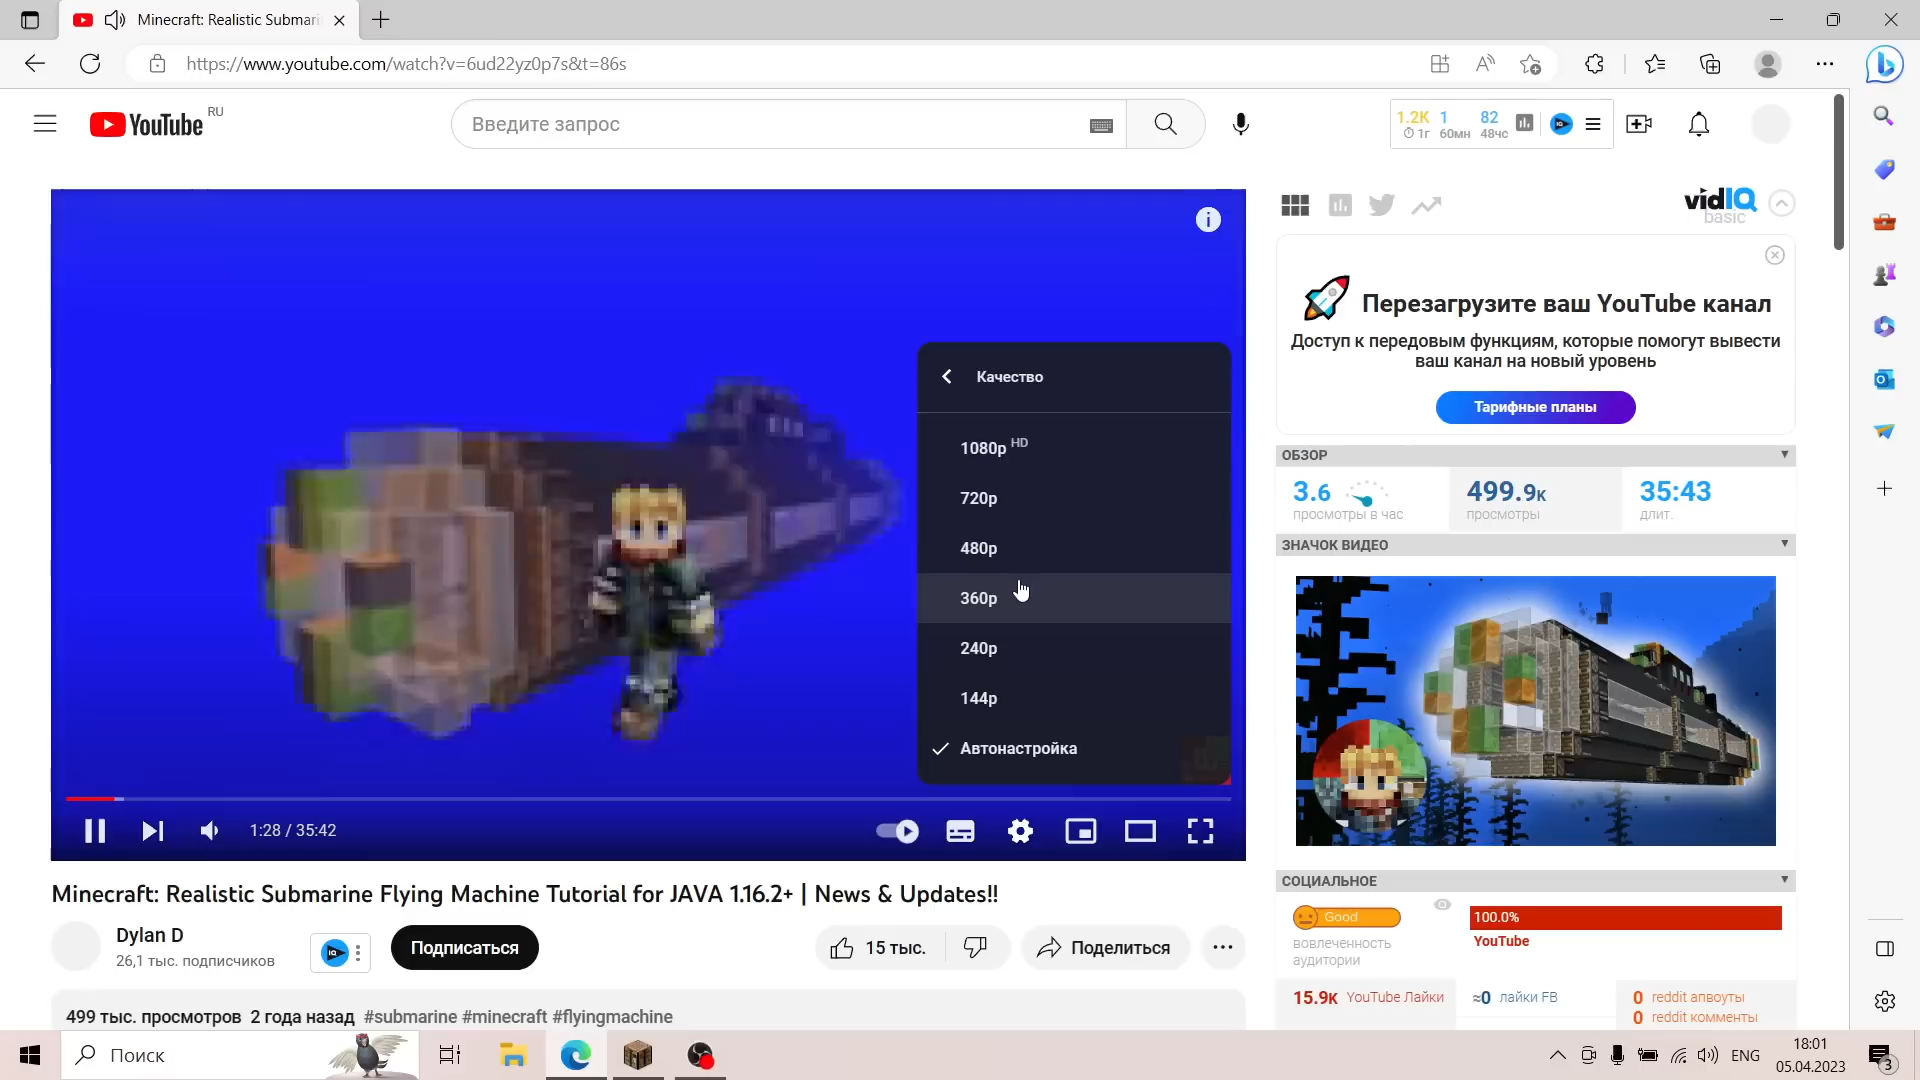 Minecraft: Realistic Submari
https://www.youtube.com/watch?v=6ud22yz0p7s&t=86s
YouTube RU
Введите запрос
1.2K 1 82
1г 60мн 48чс
vidIQ
basic
Перезагрузите ваш YouTube канал
Доступ к передовым функциям, которые помогут вывести
ваш канал на новый уровень
Тарифные планы
Качество
1080p HD
720p
480p
360p
240p
144p
Автонастройка
1:28 / 35:42
ОБЗОР
3.6 499.9к 35:43
просмотры в час просмотры длит.
ЗНАЧОК ВИДЕО
Minecraft: Realistic Submarine Flying Machine Tutorial for JAVA 1.16.2+ | News & Updates!!
Dylan D
26,1 тыс. подписчиков
Подписаться
15 тыс.
Поделиться
499 тыс. просмотров 2 года назад #submarine #minecraft #flyingmachine
СОЦИАЛЬНОЕ
Good
вовлеченность
аудитории
100.0%
YouTube
15.9к YouTube Лайки
≈0 лайки FB
0 reddit апвоуты
0 reddit комменты
Поиск
ENG
18:01
05.04.2023
3